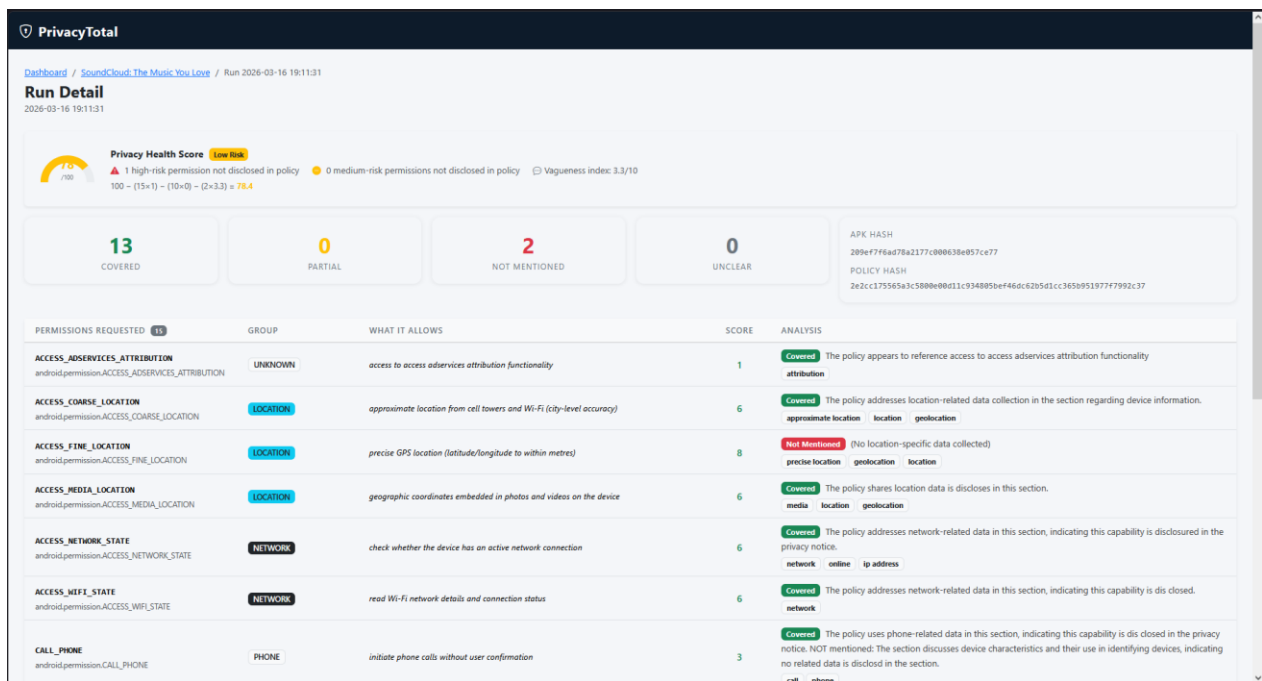 PrivacyTotal
Dashboard / SoundCloud: The Music You Love / Run 2026-03-16 19:11:31
Run Detail
2026-03-16 19:11:31
78
/100
Privacy Health Score Low Risk
1 high-risk permission not disclosed in policy 0 medium-risk permissions not disclosed in policy Vagueness index: 3.3/10
100 − (15×1) − (10×0) − (2×3.3) = 78.4
13
COVERED
0
PARTIAL
2
NOT MENTIONED
0
UNCLEAR
APK HASH
209ef7f6ad78a2177c000638e057ce77
POLICY HASH
2e2cc175565a3c5800e00d11c934805bef46dc62b5d1cc365b951977f7992c37
PERMISSIONS REQUESTED 15 GROUP WHAT IT ALLOWS SCORE ANALYSIS
ACCESS_ADSERVICES_ATTRIBUTION
android.permission.ACCESS_ADSERVICES_ATTRIBUTION
UNKNOWN
access to access adservices attribution functionality
1
Covered The policy appears to reference access to access adservices attribution functionality
attribution
ACCESS_COARSE_LOCATION
android.permission.ACCESS_COARSE_LOCATION
LOCATION
approximate location from cell towers and Wi-Fi (city-level accuracy)
6
Covered The policy addresses location-related data collection in the section regarding device information.
approximate location location geolocation
ACCESS_FINE_LOCATION
android.permission.ACCESS_FINE_LOCATION
LOCATION
precise GPS location (latitude/longitude to within metres)
8
Not Mentioned (No location-specific data collected)
precise location geolocation location
ACCESS_MEDIA_LOCATION
android.permission.ACCESS_MEDIA_LOCATION
LOCATION
geographic coordinates embedded in photos and videos on the device
6
Covered The policy shares location data is discloses in this section.
media location geolocation
ACCESS_NETWORK_STATE
android.permission.ACCESS_NETWORK_STATE
NETWORK
check whether the device has an active network connection
6
Covered The policy addresses network-related data in this section, indicating this capability is disclosured in the
privacy notice.
network online ip address
ACCESS_WIFI_STATE
android.permission.ACCESS_WIFI_STATE
NETWORK
read Wi-Fi network details and connection status
6
Covered The policy addresses network-related data in this section, indicating this capability is dis closed.
network
CALL_PHONE
android.permission.CALL_PHONE
PHONE
initiate phone calls without user confirmation
3
Covered The policy uses phone-related data in this section, indicating this capability is dis closed in the privacy
notice. NOT mentioned: The section discusses device characteristics and their use in identifying devices, indicating
no related data is disclosd in the section.
call phone